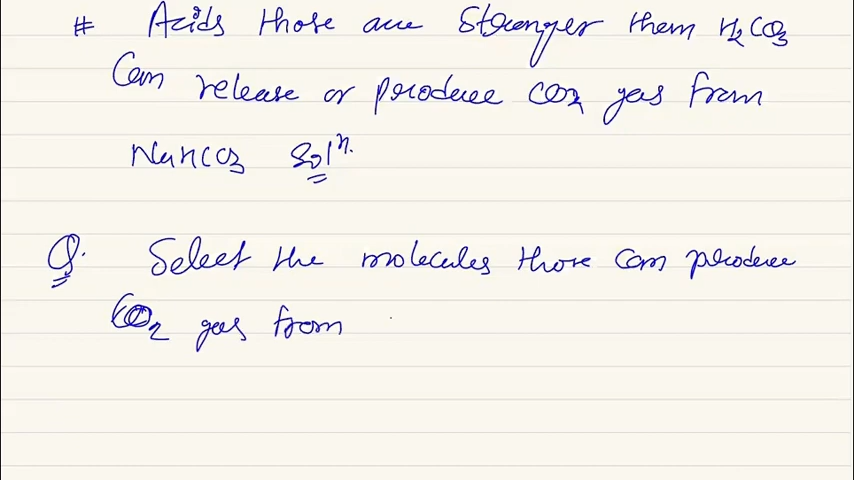 # Acids those are Stronger them H₂CO₃
Can release or produce CO₂ gas from
NaHCO₃ Solⁿ.
Q. Select the molecules those can produce
CO₂ gas from